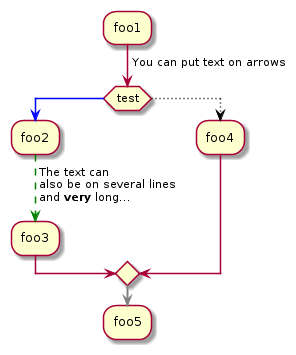 foo1
You can put text on arrows
test
foo2
foo4
The text can
also be on several lines
and very long...
foo3
foo5